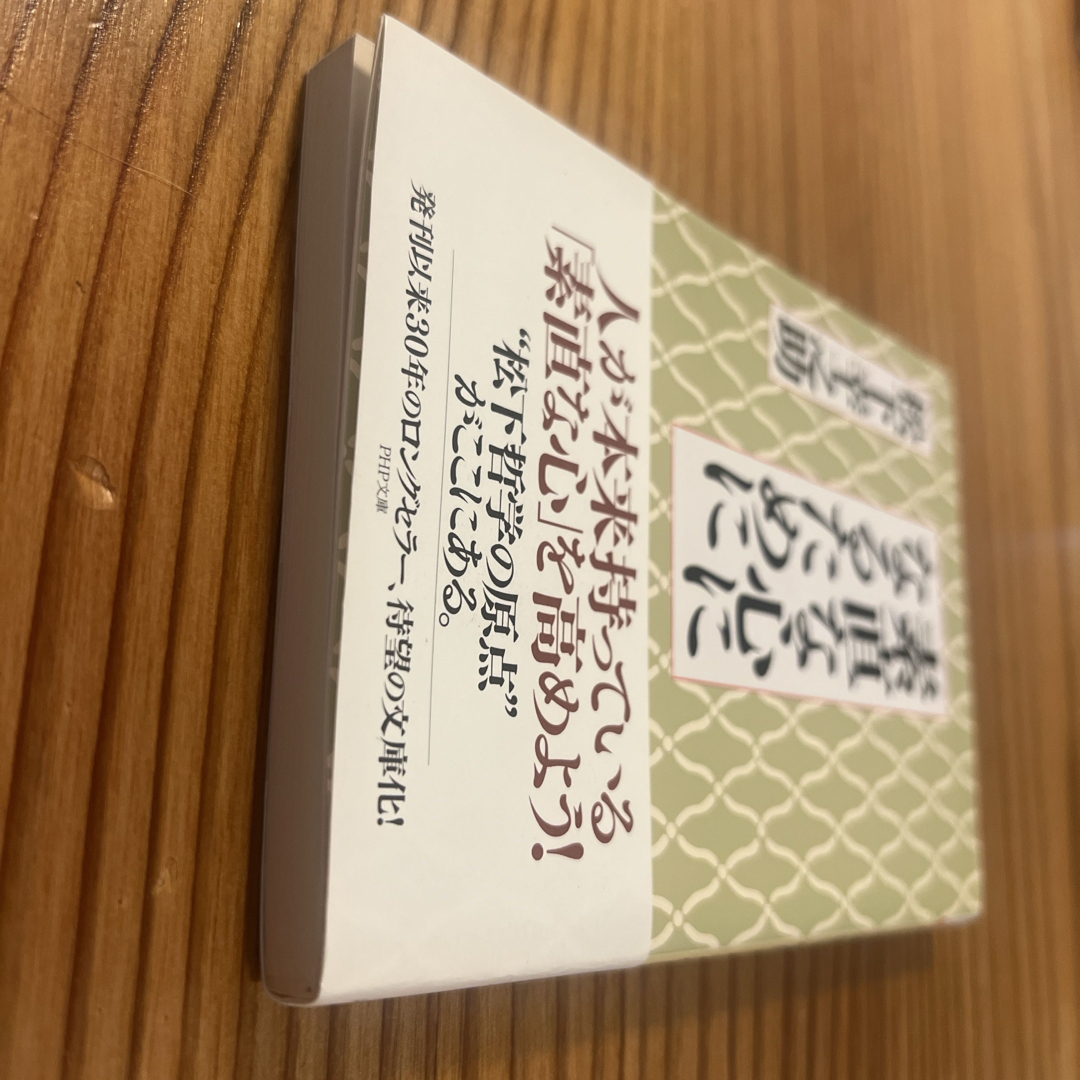 素直な心に
なるため
に
松下幸之助
人が本来持っている
「素直な心」を高めよう!
“松下哲学の原点”
がここにある。
発刊以来30年のロングセラー、待望の文庫化!
PHP文庫